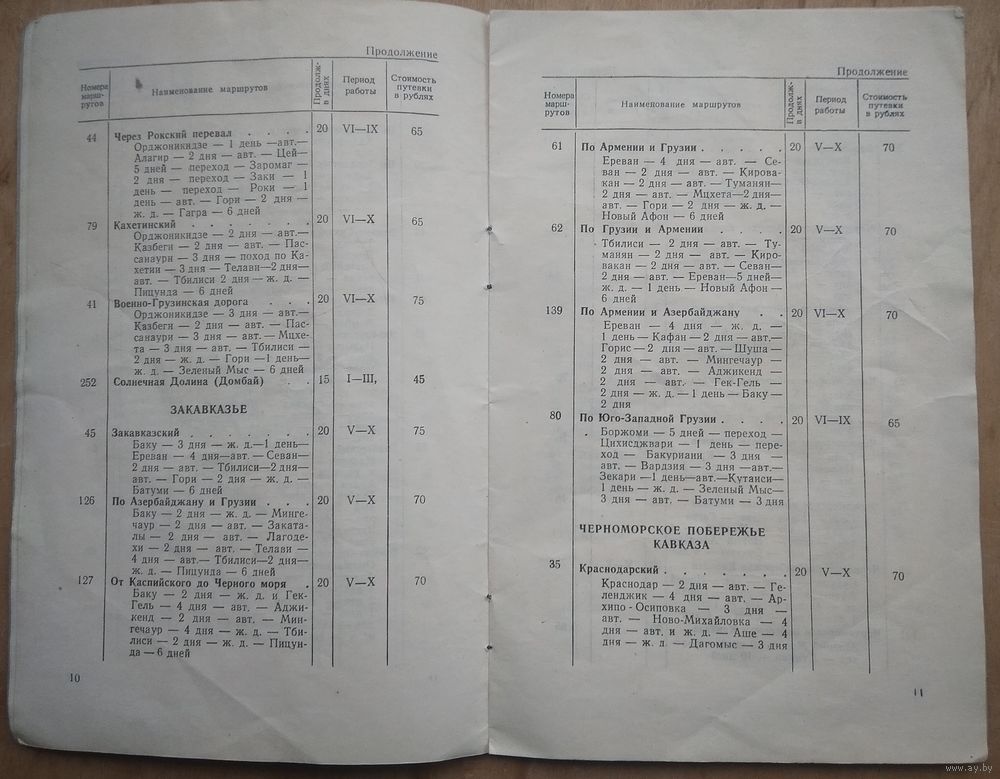 Продолжение
Номера марш-рутов | Наименование маршрутов | Продолж- в днях | Период работы | Стоимость путевки в рублях
44 Через Рокский перевал . . . . 20 VI—IX 65
Орджоникидзе — 1 день —авт.—
Алагир — 2 дня — авт. — Цей—
5 дней — переход — Заромаг —
2 дня — переход — Заки — 1
день — переход — Роки — 1
день — авт. — Гори — 2 дня —
ж. д. — Гагра — 6 дней
79 Кахетинский . . . . . . . 20 VI—X 65
Орджоникидзе — 2 дня — авт.—
Казбеги — 2 дня — авт. — Пас-
санаури — 3 дня — поход по Ка-
хетии — 3 дня — Телави—2 дня—
авт. — Тбилиси 2 дня — ж. д. —
Пицунда — 6 дней
41 Военно-Грузинская дорога . . . 20 VI—X 75
Орджоникидзе — 3 дня — авт.—
Казбеги — 2 дня — авт. — Пас-
санаури — 3 дня — авт. — Мцхе-
та — 3 дня — авт. — Тбилиси —
2 дня — ж. д. — Гори —1 день—
ж. д. — Зеленый Мыс — 6 дней
252 Солнечная Долина (Домбай) . . 15 I—III, 45
ЗАКАВКАЗЬЕ
45 Закавказский . . . . . . . 20 V—X 75
Баку — 3 дня — ж. д.—1 день—
Ереван — 4 дня—авт.— Севан—
2 дня — авт. — Тбилиси—2 дня—
авт. — Гори — 2 дня — ж. д. —
Батуми — 6 дней
126 По Азербайджану и Грузии . . . 20 V—X 70
Баку — 2 дня — ж. д. — Минге-
чаур — 2 дня — авт. — Заката-
лы — 2 дня — авт. — Лагоде-
хи — 2 дня — авт. — Телави —
4 дня — авт.— Тбилиси—2 дня—
ж. д. — Пицунда — 6 дней
127 От Каспийского до Черного моря . 20 V—X 70
Баку — 2 дня — ж. д. и Гек-
Гель — 4 дня — авт. — Аджи-
кенд — 2 дня — авт. — Мин-
гечаур — 4 дня — ж. д. — Тби-
лиси — 2 дня — ж. д. — Пицун-
да — 6 дней
10
Продолжение
Номера марш-рутов | Наименование маршрутов | Продолж- в днях | Период работы | Стоимость путевки в рублях
61 По Армении и Грузии . . . . . 20 V—X 70
Ереван — 4 дня — авт. — Се-
ван — 2 дня — авт. — Кирова-
кан — 2 дня — авт. — Туманян—
2 дня — авт. — Мцхета—2 дня—
авт. — Гори — 2 дня — ж. д. —
Новый Афон — 6 дней
62 По Грузии и Армении . . . . 20 V—X 70
Тбилиси — 2 дня — авт. — Ту-
манян — 2 дня — авт. — Киро-
вакан — 2 дня — авт. — Севан—
2 дня — авт. — Ереван—5 дней—
ж. д. — 1 день — Новый Афон —
6 дней
139 По Армении и Азербайджану . . 20 VI—X 70
Ереван — 4 дня — ж. д. —
1 день — Кафан — 2 дня — авт.—
Горис — 2 дня — авт. — Шуша —
2 дня — авт. — Мингечаур —
2 дня — авт. — Аджикенд —
2 дня — авт. — Гек-Гель —
2 дня — ж. д. — 1 день — Баку —
2 дня
80 По Юго-Западной Грузии . . . . 20 VI—IX 65
Боржоми — 5 дней — переход —
Цихисджвари — 1 день — пере-
ход — Бакуриани — 3 дня —
авт. — Вардзия — 3 дня —авт.—
Зекари —1 день—авт.—Кутаиси—
1 день — ж. д. — Зеленый Мыс—
3 дня — авт. — Батуми — 3 дня
ЧЕРНОМОРСКОЕ ПОБЕРЕЖЬЕ
КАВКАЗА
35 Краснодарский . . . . . . . 20 V—X 70
Краснодар — 2 дня — авт. — Ге-
ленджик — 4 дня — авт. — Ар-
хипо-Осиповка — 3 дня —
авт. — Ново-Михайловка — 4
дня — авт. и ж. д. — Аше — 4
дня — ж. д. — Дагомыс — 3 дня
11
www.ay.by